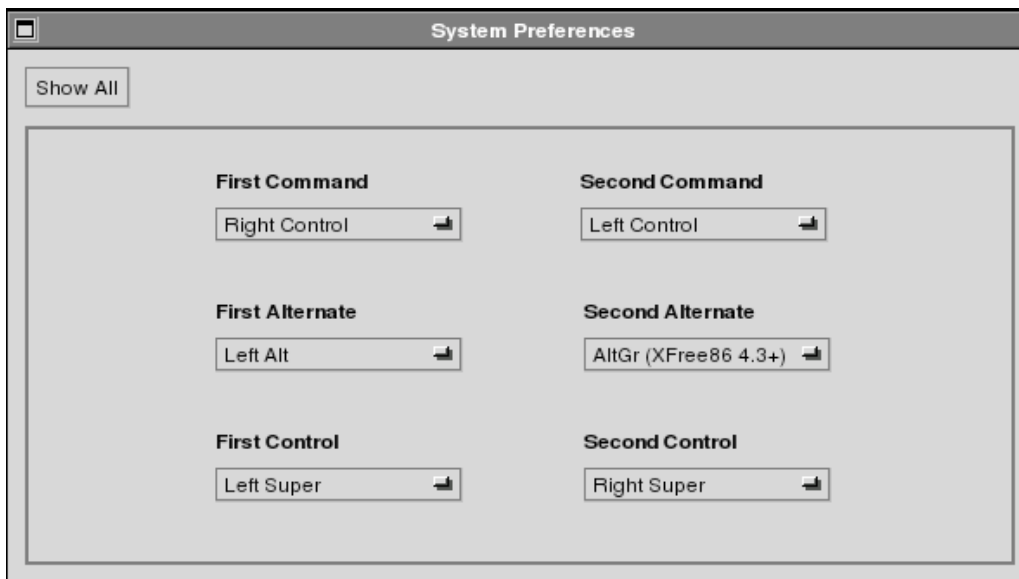 System Preferences
Show All
First Command
Second Command
Right Control
Left Control
First Alternate
Second Alternate
Left Alt
AltGr (XFree86 4.3+)
First Control
Second Control
Left Super
Right Super